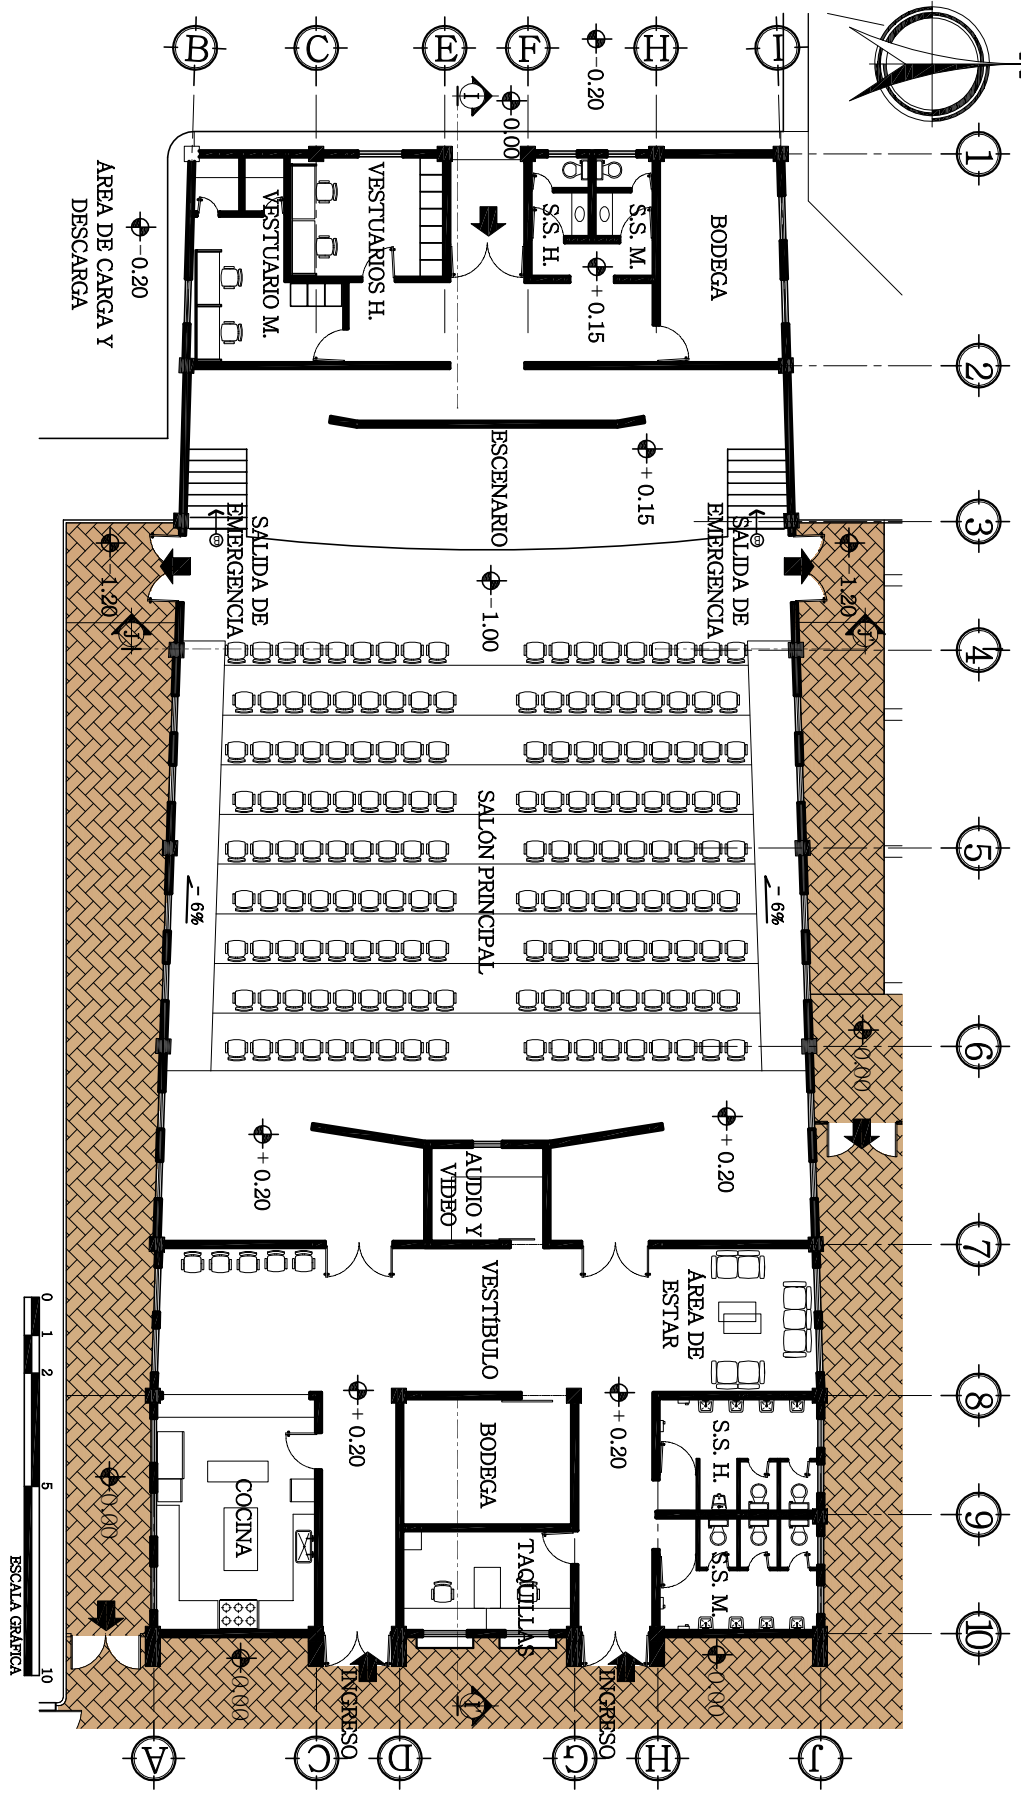 B
C
E
F
H
I
-0.20
I
0.00
1
ÁREA DE CARGA Y
DESCARGA
-0.20
VESTUARIO M.
VESTUARIOS H.
S.S. H.
S.S. M.
BODEGA
+ 0.15
2
ESCENARIO
+ 0.15
3
SALIDA DE
EMERGENCIA
SALIDA DE
EMERGENCIA
-1.20
-1.20
J
J'
- 1.00
4
SALÓN PRINCIPAL
5
- 6%
- 6%
6
+0.00
+ 0.20
+ 0.20
AUDIO Y
VIDEO
7
VESTÍBULO
ÁREA DE
ESTAR
0
1
2
5
10
ESCALA GRÁFICA
8
+ 0.20
+ 0.20
BODEGA
S.S. H.
COCINA
±0.00
9
TAQUILLAS
S.S. M.
10
±0.00
±0.00
INGRESO
INGRESO
I'
A
C
D
G
H
J